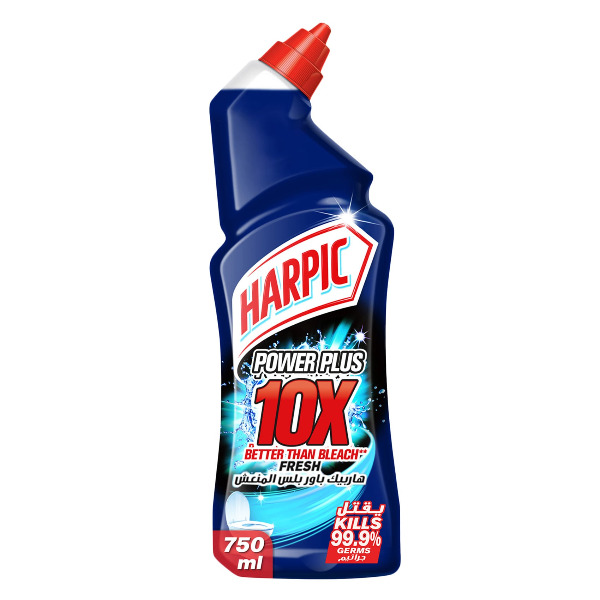 HARPIC
POWER PLUS
10X
BETTER THAN BLEACH**
FRESH
هاربيك باور بلس المنعش
يقتل
KILLS
99.9%
GERMS
جراثيم
750
ml